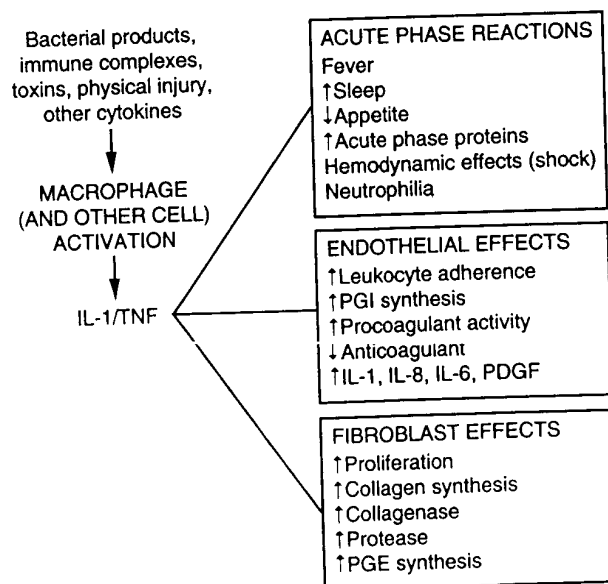 Bacterial products,
immune complexes,
toxins, physical injury,
other cytokines
MACROPHAGE
(AND OTHER CELL)
ACTIVATION
IL-1/TNF
ACUTE PHASE REACTIONS
Fever
↑Sleep
↓Appetite
↑Acute phase proteins
Hemodynamic effects (shock)
Neutrophilia
ENDOTHELIAL EFFECTS
↑Leukocyte adherence
↑PGI synthesis
↑Procoagulant activity
↓Anticoagulant
↑IL-1, IL-8, IL-6, PDGF
FIBROBLAST EFFECTS
↑Proliferation
↑Collagen synthesis
↑Collagenase
↑Protease
↑PGE synthesis